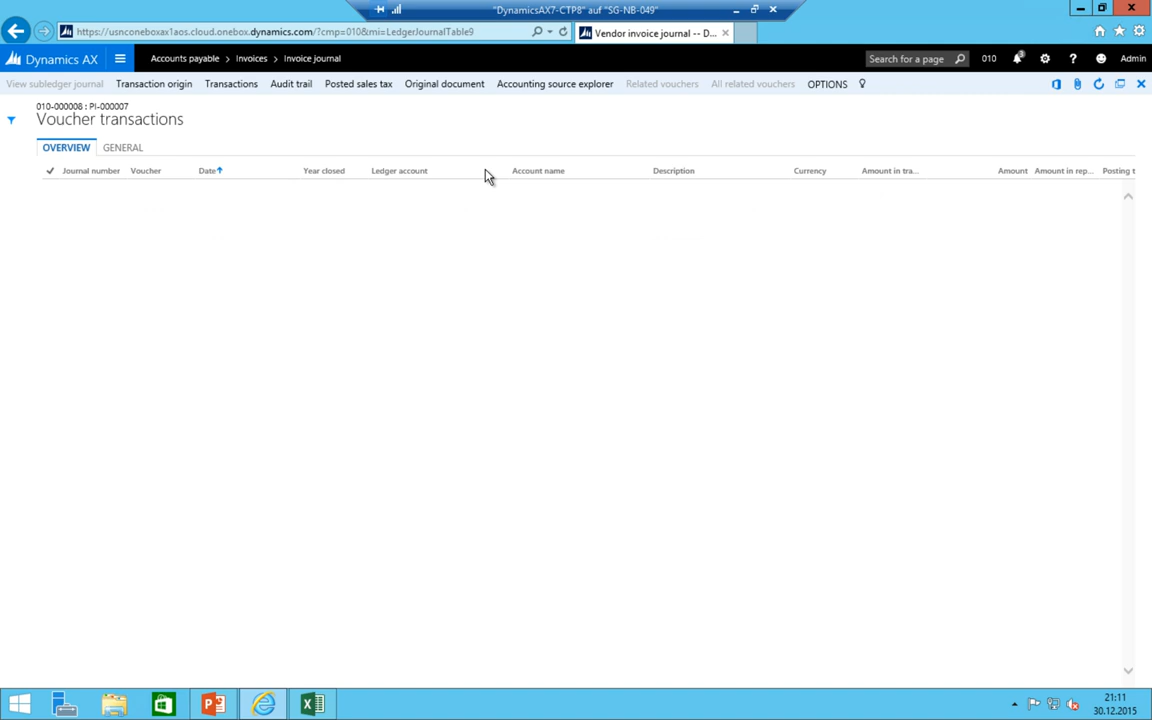 "DynamicsAX7-CTP8" auf "SG-NB-049"
https://usnconeboxax1aos.cloud.onebox.dynamics.com/?cmp=010&mi=LedgerJournalTable9
Vendor invoice journal -- D...
Dynamics AX
Accounts payable > Invoices > Invoice journal
Search for a page
010
3
?
Admin
View subledger journal Transaction origin Transactions Audit trail Posted sales tax Original document Accounting source explorer Related vouchers All related vouchers OPTIONS
010-000008 : PI-000007
Voucher transactions
OVERVIEW GENERAL
Journal number Voucher Date Year closed Ledger account Account name Description Currency Amount in tra... Amount Amount in rep... Posting t
21:11
30.12.2015